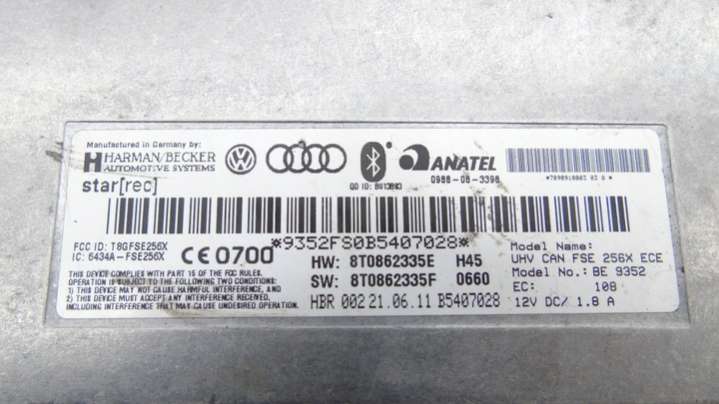 Manufactured in Germany by:
HARMAN/BECKER
AUTOMOTIVE SYSTEMS
star[rec]
ANATEL
0988-08-3398
QD ID: B013883
*9352FS0B5407028*
FCC ID: T8GFSE256X
IC: 6434A-FSE256X
CE 0700
THIS DEVICE COMPLIES WITH PART 15 OF THE FCC RULES.
OPERATION IS SUBJECT TO THE FOLLOWING TWO CONDITIONS:
1) THIS DEVICE MAY NOT CAUSE HARMFUL INTERFERENCE, AND
2) THIS DEVICE MUST ACCEPT ANY INTERFERENCE RECEIVED,
INCLUDING INTERFERENCE THAT MAY CAUSE UNDESIRED OPERATION.
HW: 8T0862335E H45
SW: 8T0862335F 0660
HBR 002 21.06.11 B5407028
Model Name:
UHV CAN FSE 256X ECE
Model No.: BE 9352
EC: 108
12V DC/ 1.8 A